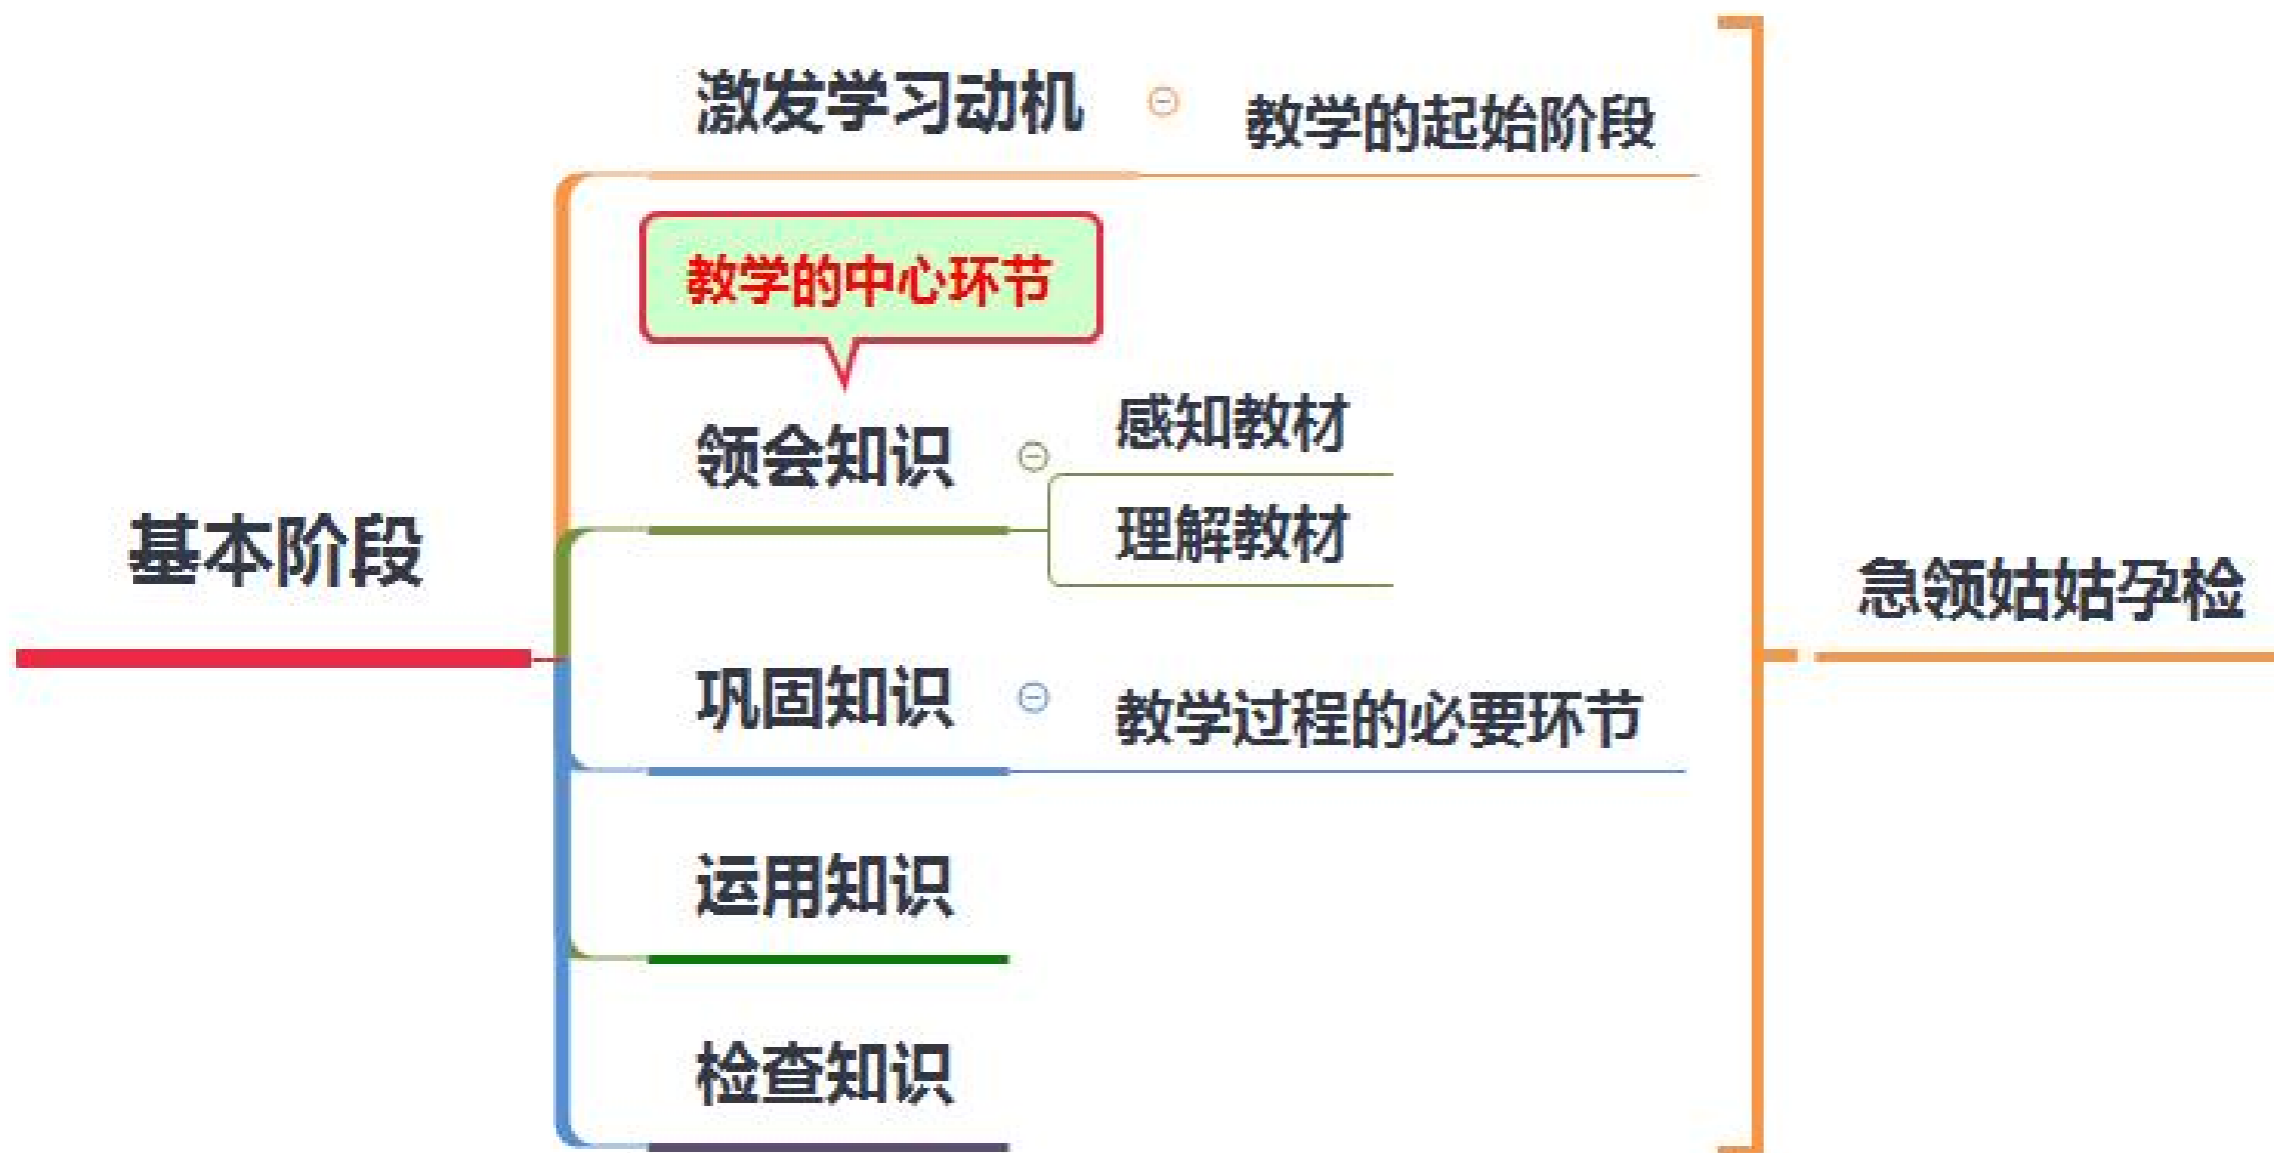 激发学习动机
教学的起始阶段
教学的中心环节
领会知识
感知教材
理解教材
基本阶段
急领姑姑孕检
巩固知识
教学过程的必要环节
运用知识
检查知识